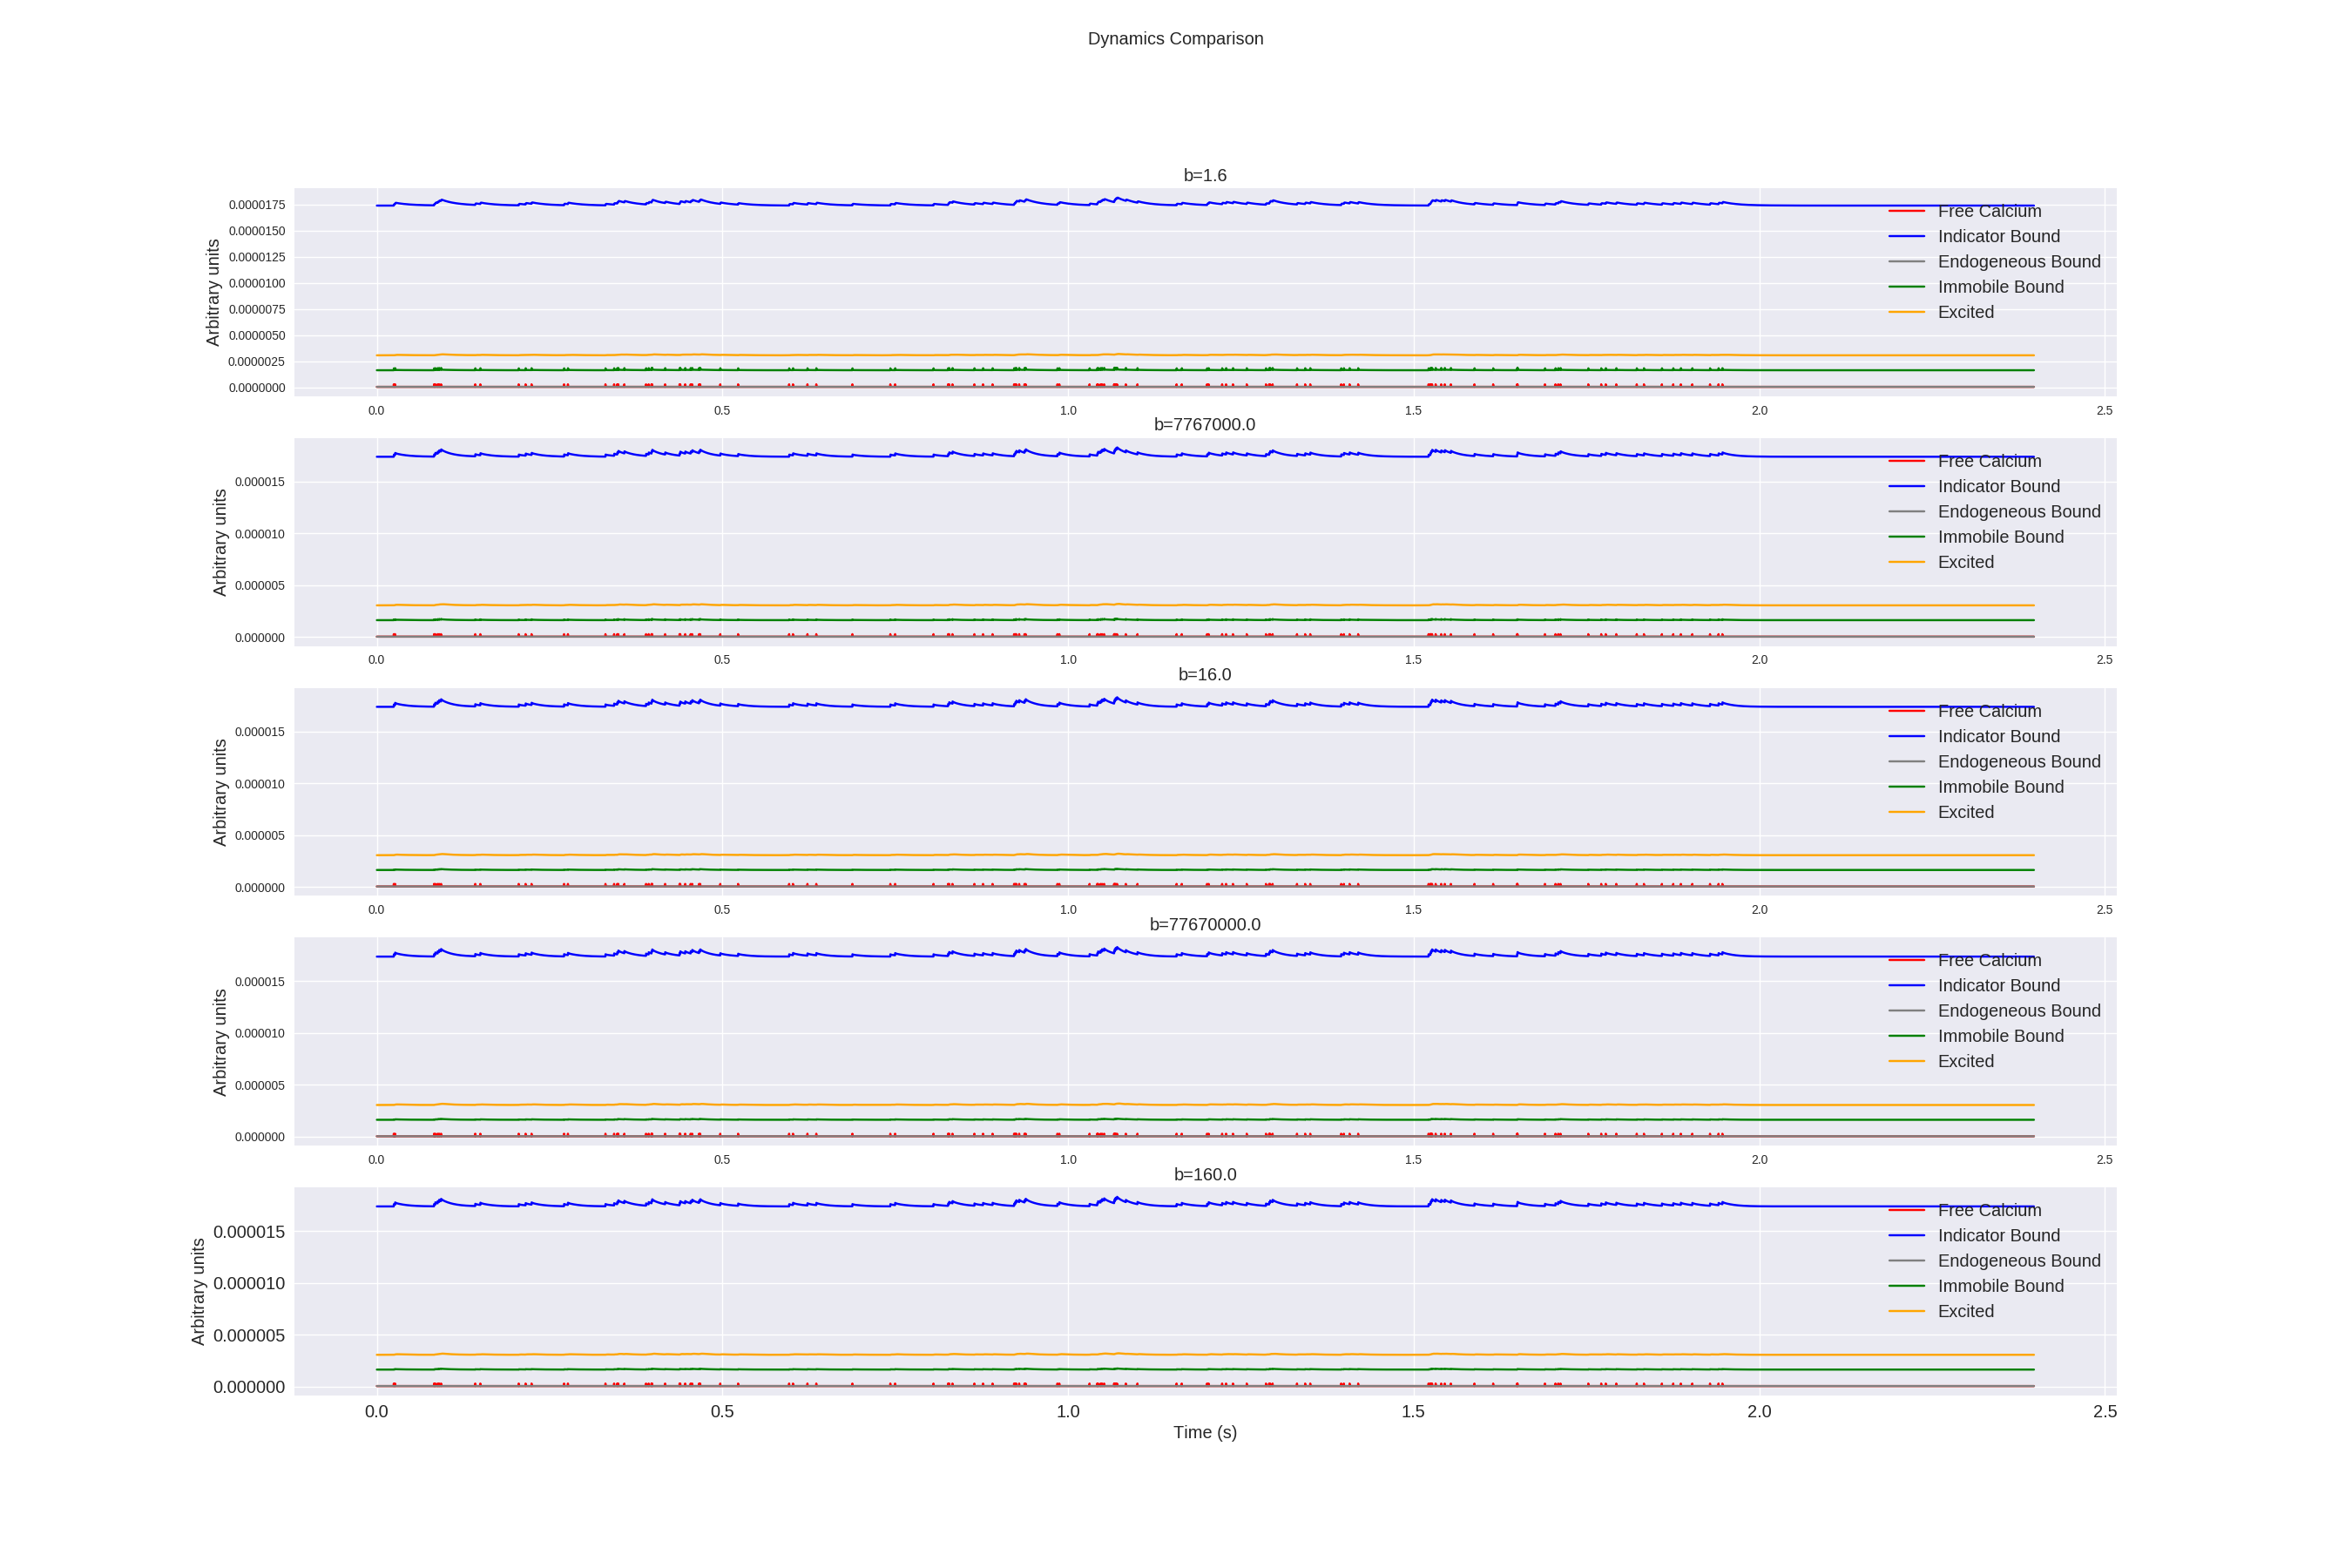 Dynamics Comparison
b=1.6
0.0000175
0.0000150
0.0000125
0.0000100
0.0000075
0.0000050
0.0000025
0.0000000
Arbitrary units
Free Calcium
Indicator Bound
Endogeneous Bound
Immobile Bound
Excited
0.0 0.5 1.0 1.5 2.0 2.5
b=7767000.0
0.000015
0.000010
0.000005
0.000000
Arbitrary units
Free Calcium
Indicator Bound
Endogeneous Bound
Immobile Bound
Excited
0.0 0.5 1.0 1.5 2.0 2.5
b=16.0
0.000015
0.000010
0.000005
0.000000
Arbitrary units
Free Calcium
Indicator Bound
Endogeneous Bound
Immobile Bound
Excited
0.0 0.5 1.0 1.5 2.0 2.5
b=77670000.0
0.000015
0.000010
0.000005
0.000000
Arbitrary units
Free Calcium
Indicator Bound
Endogeneous Bound
Immobile Bound
Excited
0.0 0.5 1.0 1.5 2.0 2.5
b=160.0
0.000015
0.000010
0.000005
0.000000
Arbitrary units
Free Calcium
Indicator Bound
Endogeneous Bound
Immobile Bound
Excited
0.0 0.5 1.0 1.5 2.0 2.5
Time (s)